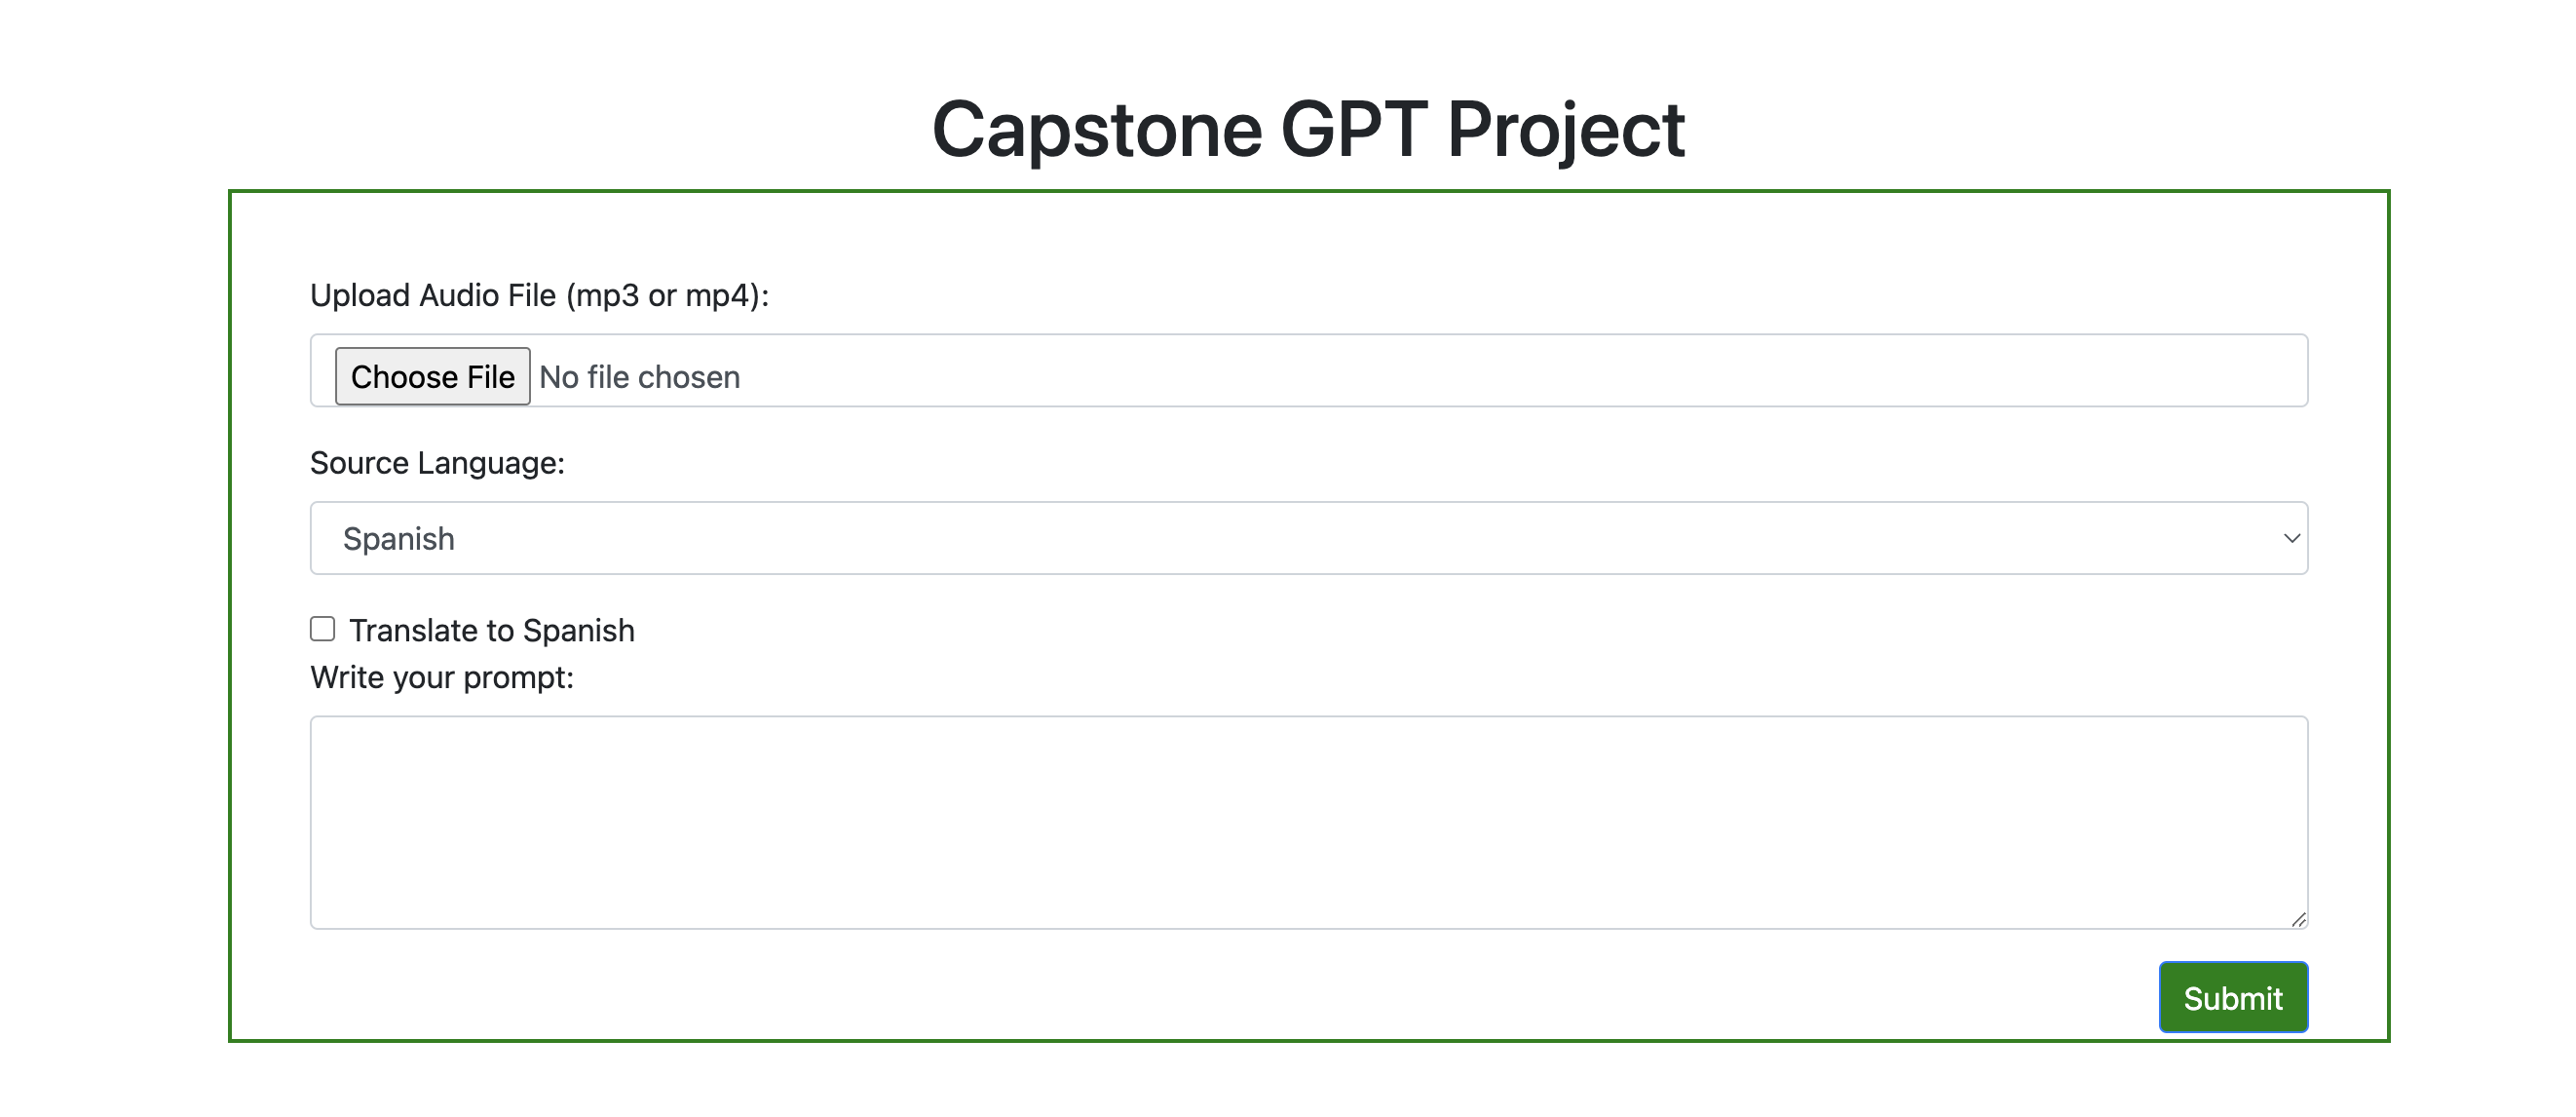 Capstone GPT Project
Upload Audio File (mp3 or mp4):
Choose File No file chosen
Source Language:
Spanish
Translate to Spanish
Write your prompt:
Submit